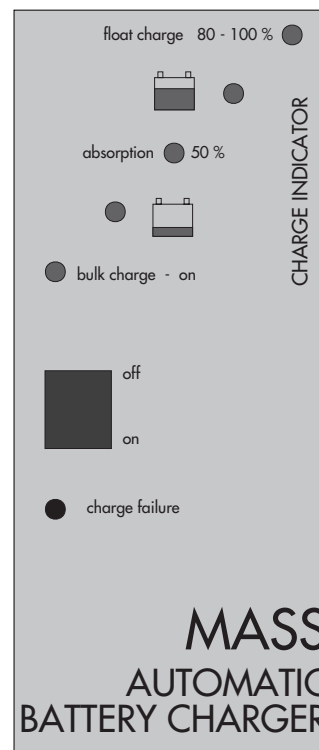 float charge 80 - 100 %
absorption 50 %
CHARGE INDICATOR
bulk charge - on
off
on
charge failure
MASS
AUTOMATIC
BATTERY CHARGER